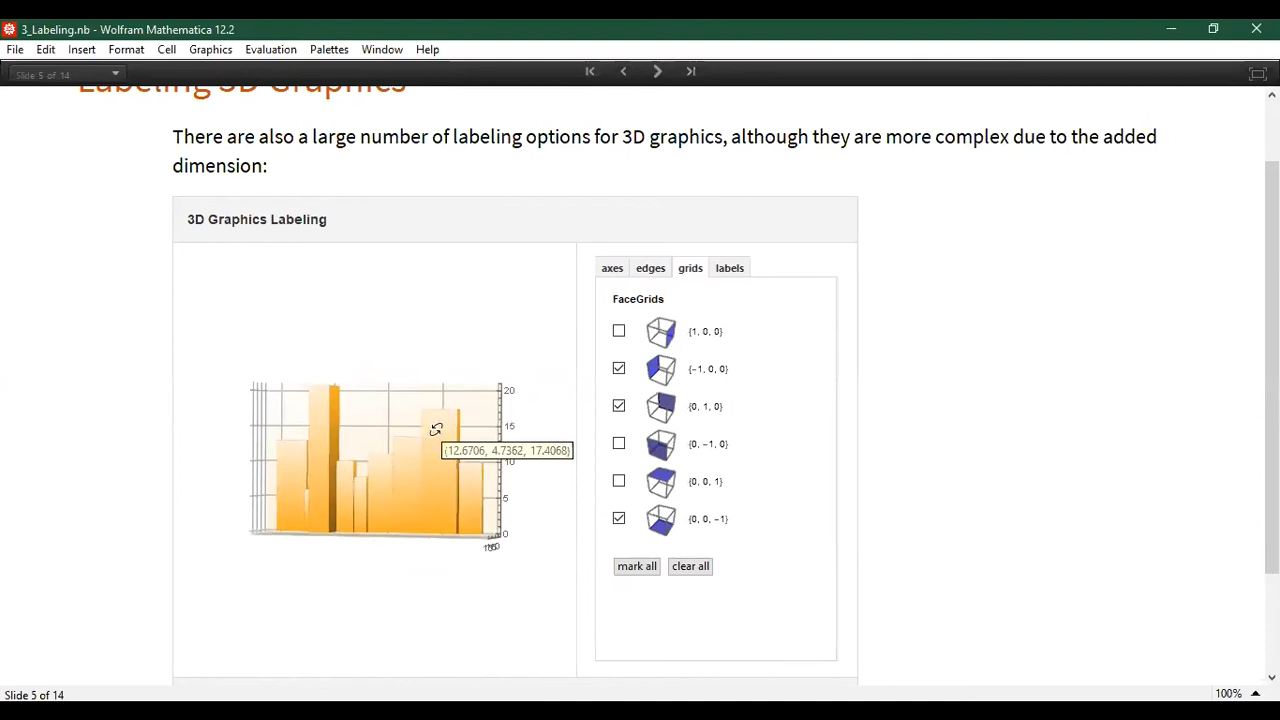 3_Labeling.nb - Wolfram Mathematica 12.2
File Edit Insert Format Cell Graphics Evaluation Palettes Window Help
Slide 5 of 14
Labeling 3D Graphics
There are also a large number of labeling options for 3D graphics, although they are more complex due to the added
dimension:
3D Graphics Labeling
axes edges grids labels
FaceGrids
{1, 0, 0}
{-1, 0, 0}
{0, 1, 0}
{0, -1, 0}
{0, 0, 1}
{0, 0, -1}
mark all clear all
20
15
{12.6706, 4.7362, 17.4068}
10
5
0
Slide 5 of 14
100%